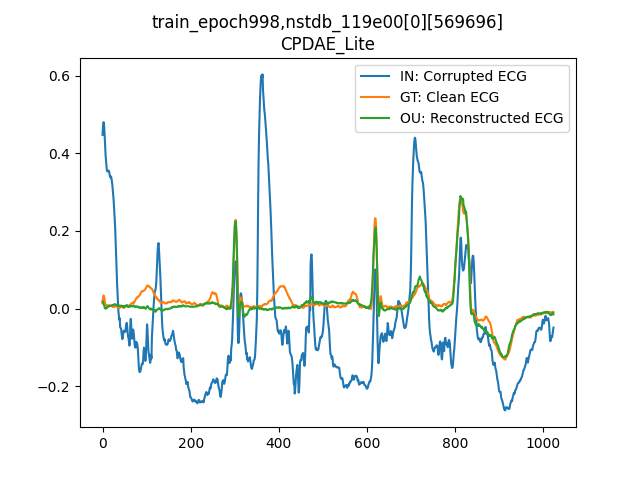 train_epoch998,nstdb_119e00[0][569696]
CPDAE_Lite
IN: Corrupted ECG
GT: Clean ECG
OU: Reconstructed ECG
0.6
0.4
0.2
0.0
−0.2
0 200 400 600 800 1000